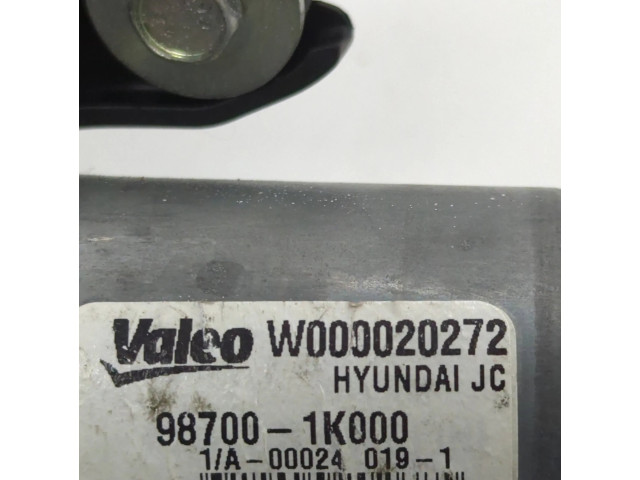 Valeo W000020272
HYUNDAI JC
98700-1K000
1/A-00024 019-1